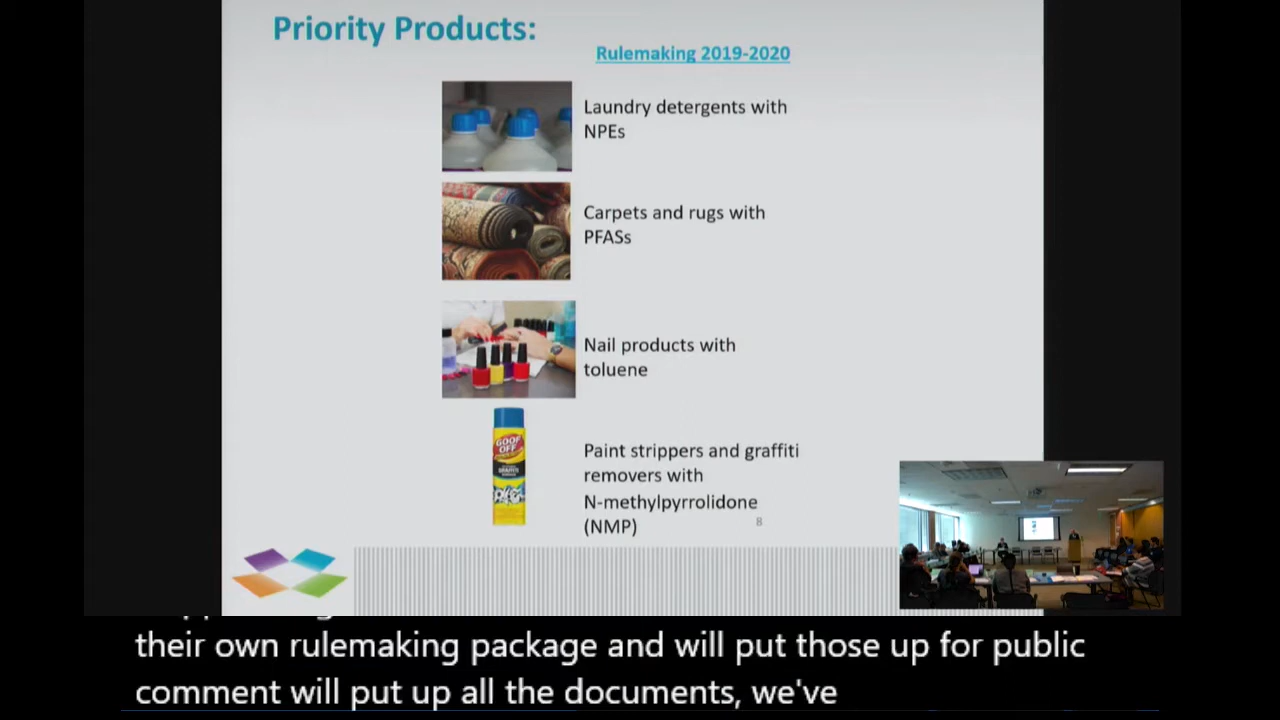 Priority Products:
Rulemaking 2019-2020
Laundry detergents with
NPEs
Carpets and rugs with
PFASs
Nail products with
toluene
GOOF
OFF
Paint strippers and graffiti
removers with
N-methylpyrrolidone
(NMP)
8
their own rulemaking package and will put those up for public
comment will put up all the documents, we've